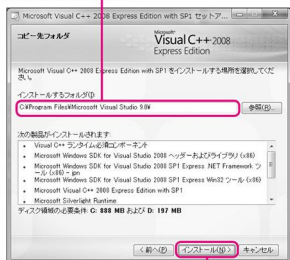 Microsoft Visual C++ 2008 Express Edition with SP1 セットア...
コピー先フォルダ
Microsoft
Visual C++ 2008
Express Edition
Microsoft Visual C++ 2008 Express Edition with SP1 をインストールする場所を選択してください。
インストールするフォルダ(I):
C:¥Program Files¥Microsoft Visual Studio 9.0¥
参照(R)...
次の製品がインストールされます:
• Visual C++ ランタイム必須コンポーネント
• Microsoft Windows SDK for Visual Studio 2008 ヘッダーおよびライブラリ (x86)
• Microsoft Windows SDK for Visual Studio 2008 SP1 Express .NET Framework ツール (x86) - jpn
• Microsoft Windows SDK for Visual Studio 2008 SP1 Express Win32 ツール (x86)
• Microsoft Visual C++ 2008 Express Edition with SP1
• Microsoft Silverlight Runtime
ディスク領域の必要条件: C: 888 MB および D: 197 MB
< 前へ(P)
インストール(N) >
キャンセル